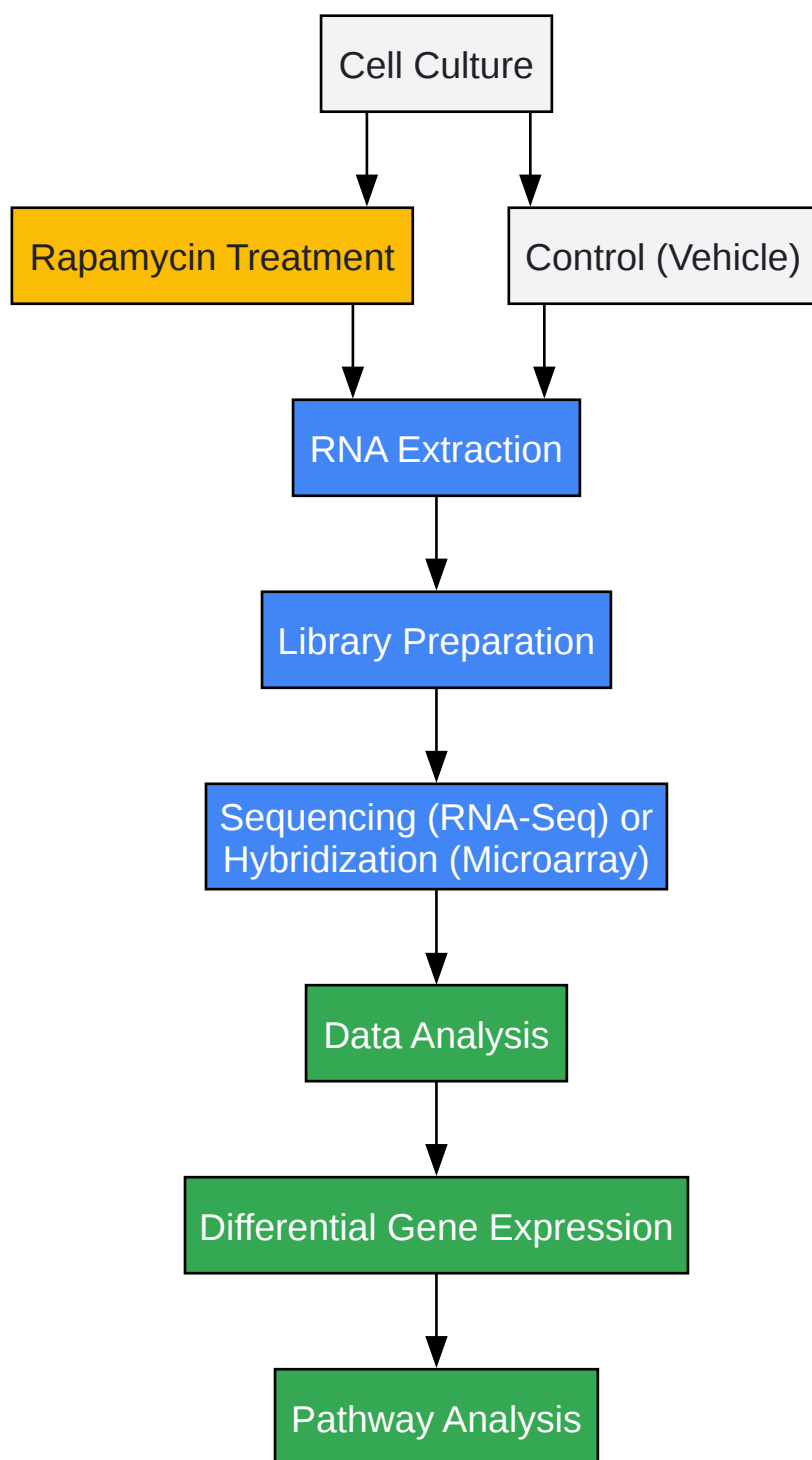 Cell Culture
Rapamycin Treatment
Control (Vehicle)
RNA Extraction
Library Preparation
Sequencing (RNA-Seq) or
Hybridization (Microarray)
Data Analysis
Differential Gene Expression
Pathway Analysis